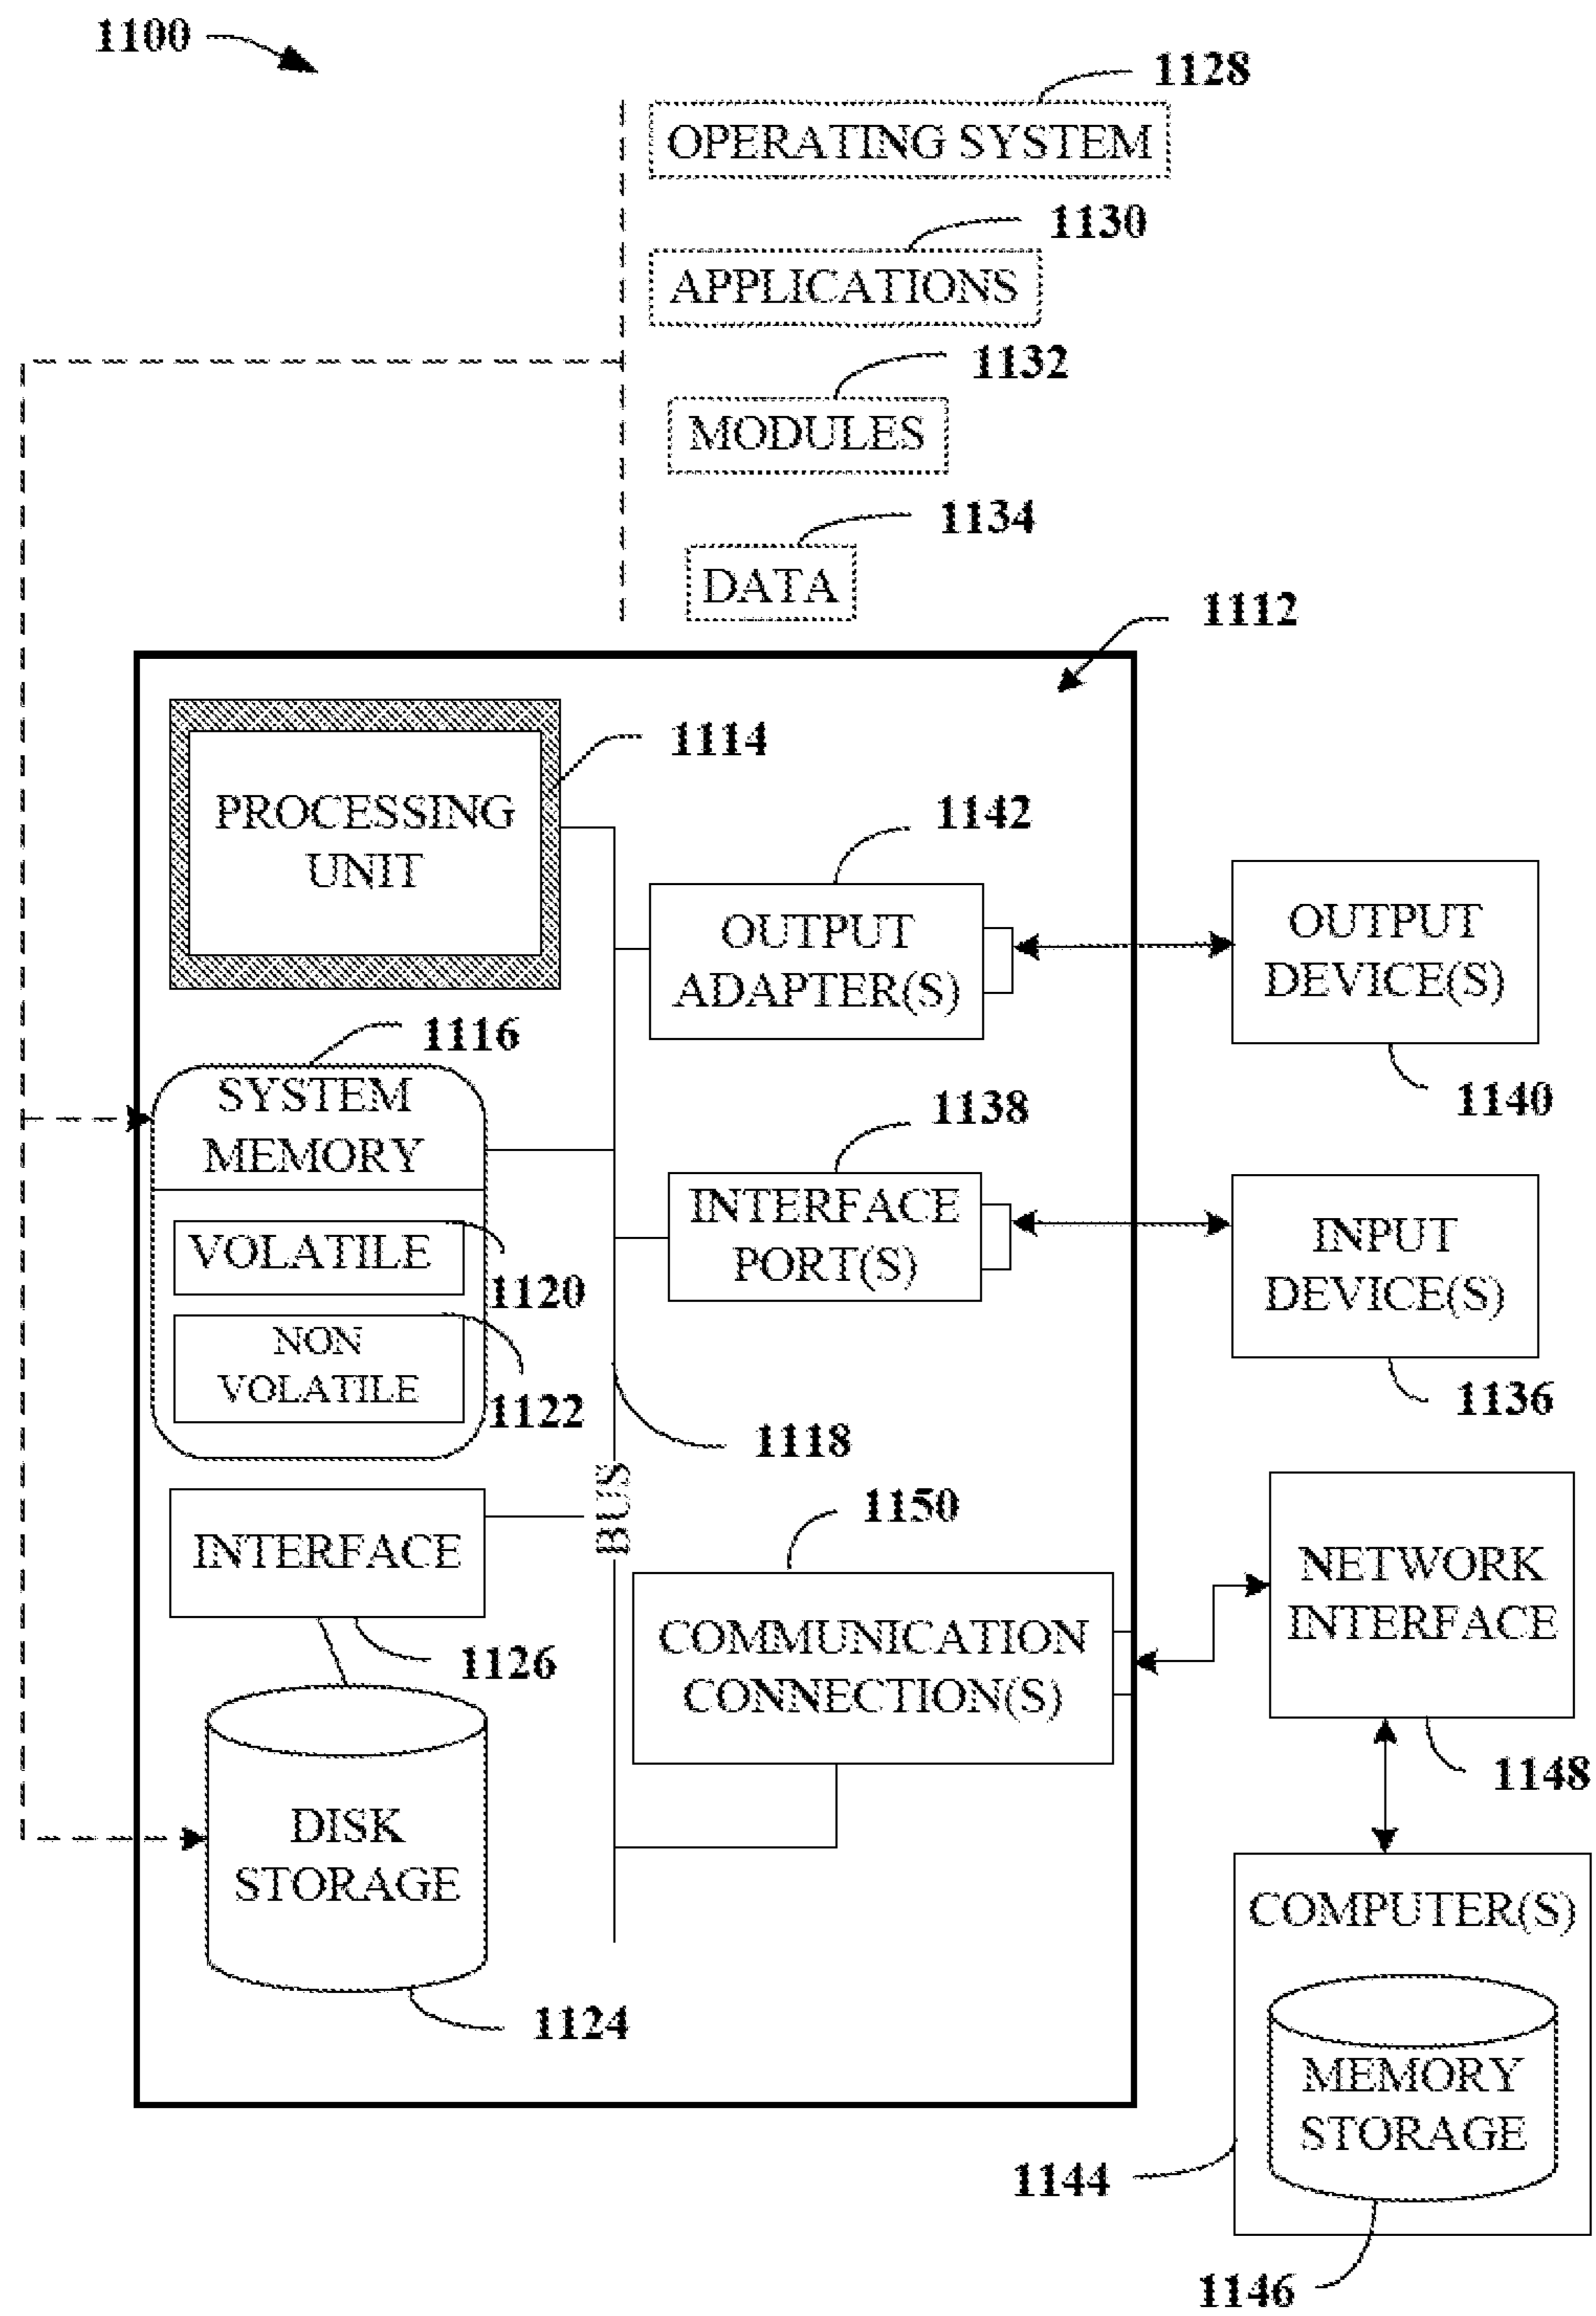 1100
1128
OPERATING SYSTEM
1130
APPLICATIONS
1132
MODULES
1134
DATA
1112
1114
PROCESSING
UNIT
1142
OUTPUT
ADAPTER(S)
OUTPUT
DEVICE(S)
1140
1116
SYSTEM
MEMORY
1138
INTERFACE
PORT(S)
INPUT
DEVICE(S)
1136
VOLATILE
1120
NON
VOLATILE
1122
1118
BUS
1150
INTERFACE
1126
COMMUNICATION
CONNECTION(S)
NETWORK
INTERFACE
1148
DISK
STORAGE
1124
COMPUTER(S)
MEMORY
STORAGE
1144
1146